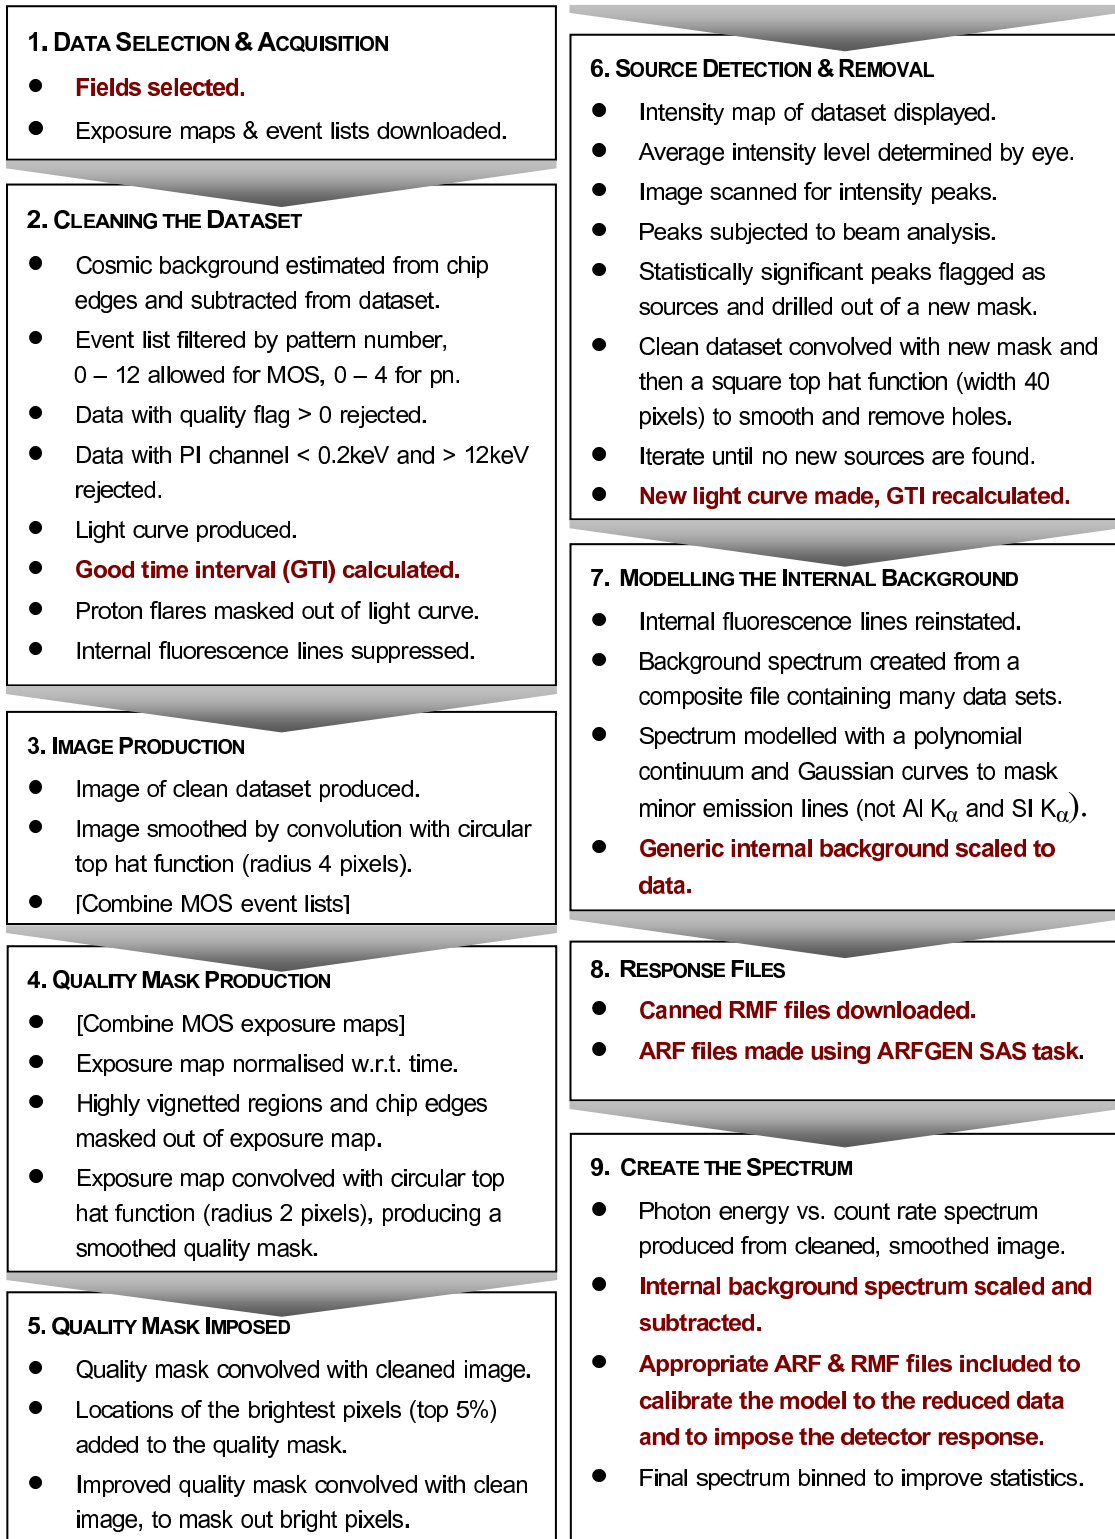 1. DATA SELECTION & ACQUISITION
● Fields selected.
● Exposure maps & event lists downloaded.
2. CLEANING THE DATASET
● Cosmic background estimated from chip
edges and subtracted from dataset.
● Event list filtered by pattern number,
0 – 12 allowed for MOS, 0 – 4 for pn.
● Data with quality flag > 0 rejected.
● Data with PI channel < 0.2keV and > 12keV
rejected.
● Light curve produced.
● Good time interval (GTI) calculated.
● Proton flares masked out of light curve.
● Internal fluorescence lines suppressed.
3. IMAGE PRODUCTION
● Image of clean dataset produced.
● Image smoothed by convolution with circular
top hat function (radius 4 pixels).
● [Combine MOS event lists]
4. QUALITY MASK PRODUCTION
● [Combine MOS exposure maps]
● Exposure map normalised w.r.t. time.
● Highly vignetted regions and chip edges
masked out of exposure map.
● Exposure map convolved with circular top
hat function (radius 2 pixels), producing a
smoothed quality mask.
5. QUALITY MASK IMPOSED
● Quality mask convolved with cleaned image.
● Locations of the brightest pixels (top 5%)
added to the quality mask.
● Improved quality mask convolved with clean
image, to mask out bright pixels.
6. SOURCE DETECTION & REMOVAL
● Intensity map of dataset displayed.
● Average intensity level determined by eye.
● Image scanned for intensity peaks.
● Peaks subjected to beam analysis.
● Statistically significant peaks flagged as
sources and drilled out of a new mask.
● Clean dataset convolved with new mask and
then a square top hat function (width 40
pixels) to smooth and remove holes.
● Iterate until no new sources are found.
● New light curve made, GTI recalculated.
7. MODELLING THE INTERNAL BACKGROUND
● Internal fluorescence lines reinstated.
● Background spectrum created from a
composite file containing many data sets.
● Spectrum modelled with a polynomial
continuum and Gaussian curves to mask
minor emission lines (not Al Kα and SI Kα).
● Generic internal background scaled to
data.
8. RESPONSE FILES
● Canned RMF files downloaded.
● ARF files made using ARFGEN SAS task.
9. CREATE THE SPECTRUM
● Photon energy vs. count rate spectrum
produced from cleaned, smoothed image.
● Internal background spectrum scaled and
subtracted.
● Appropriate ARF & RMF files included to
calibrate the model to the reduced data
and to impose the detector response.
● Final spectrum binned to improve statistics.